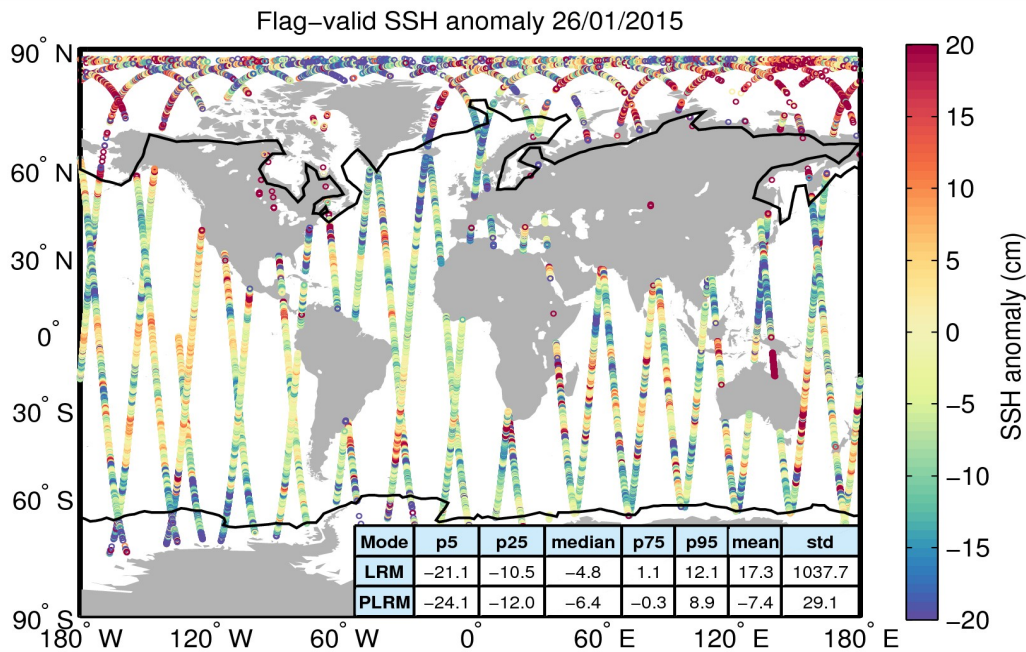 Flag−valid SSH anomaly 26/01/2015
90° N
60° N
30° N
0°
30° S
60° S
90° S
180° W 120° W 60° W 0° 60° E 120° E 180° E
Mode p5 p25 median p75 p95 mean std
LRM −21.1 −10.5 −4.8 1.1 12.1 17.3 1037.7
PLRM −24.1 −12.0 −6.4 −0.3 8.9 −7.4 29.1
20
15
10
5
0
−5
−10
−15
−20
SSH anomaly (cm)